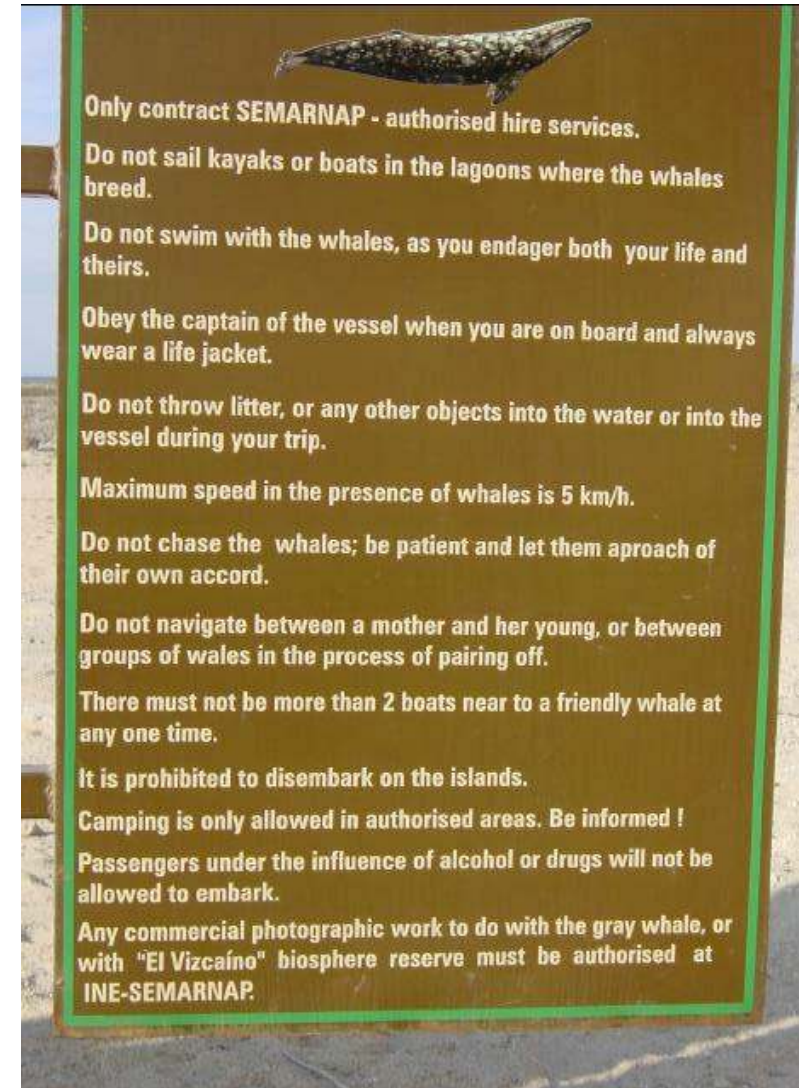 Only contract SEMARNAP - authorised hire services.
Do not sail kayaks or boats in the lagoons where the whales
breed.
Do not swim with the whales, as you endager both your life and
theirs.
Obey the captain of the vessel when you are on board and always
wear a life jacket.
Do not throw litter, or any other objects into the water or into the
vessel during your trip.
Maximum speed in the presence of whales is 5 km/h.
Do not chase the whales; be patient and let them aproach of
their own accord.
Do not navigate between a mother and her young, or between
groups of wales in the process of pairing off.
There must not be more than 2 boats near to a friendly whale at
any one time.
It is prohibited to disembark on the islands.
Camping is only allowed in authorised areas. Be informed !
Passengers under the influence of alcohol or drugs will not be
allowed to embark.
Any commercial photographic work to do with the gray whale, or
with "El Vizcaíno" biosphere reserve must be authorised at
INE-SEMARNAP.